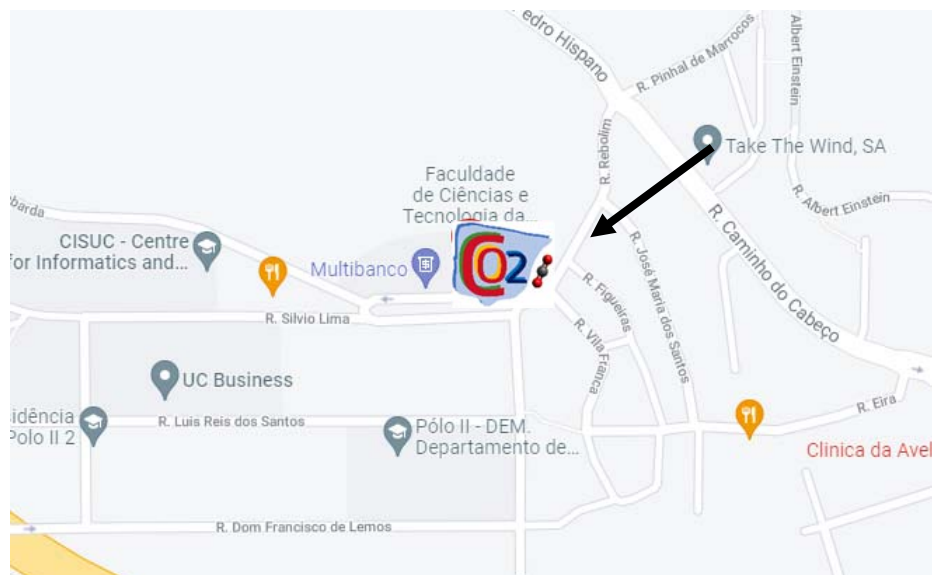 edro Hispano
R. Pinhal de Marrocos
Albert Einstein
R. Rebolim
Take The Wind, SA
Faculdade
de Ciências e
Tecnologia da...
R. Albert Einstein
barda
CISUC - Centre
for Informatics and...
CO2
Multibanco
R. José Maria dos Santos
R. Caminho do Cabeço
R. Figueiras
R. Silvio Lima
R. Vila Franca
UC Business
R. Eira
sidência
Polo II 2
R. Luis Reis dos Santos
Pólo II - DEM.
Departamento de...
Clinica da Avel
R. Dom Francisco de Lemos